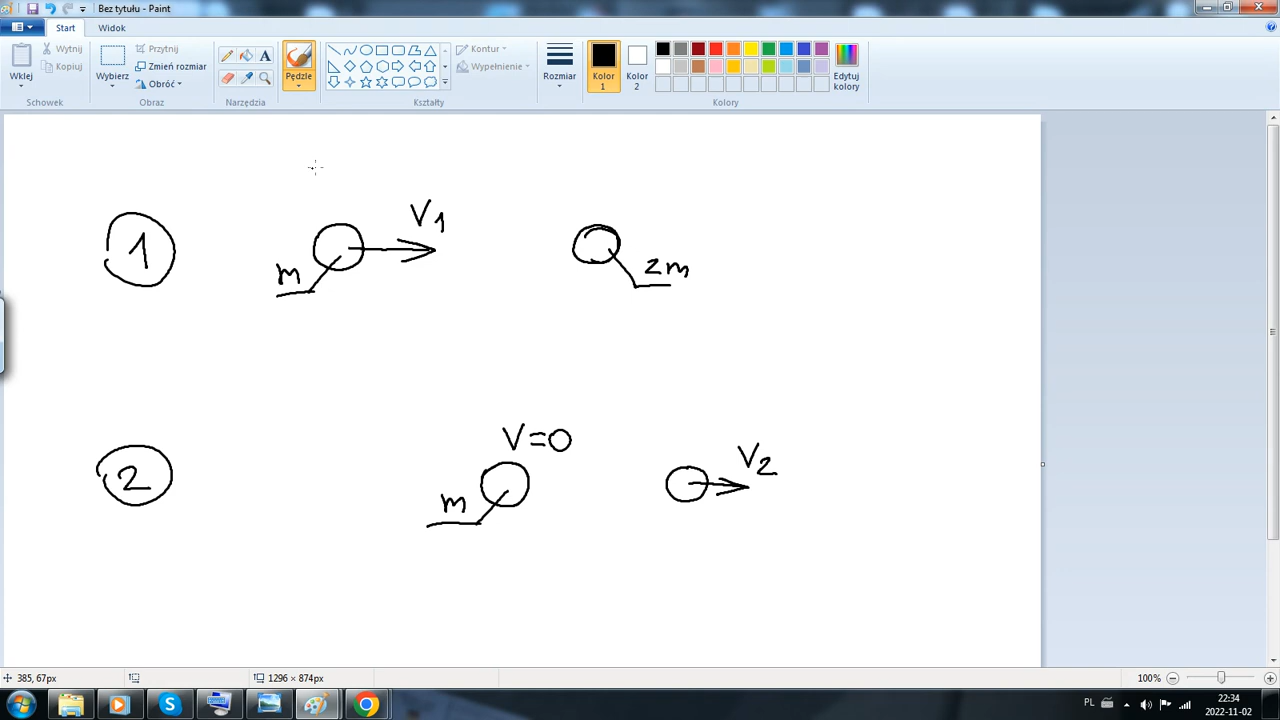 Bez tytułu - Paint
Start Widok
Wklej
Wytnij
Kopiuj
Schowek
Wybierz
Przytnij
Zmień rozmiar
Obróć
Obraz
A
Narzędzia
Pędzle
Kontur
Wypełnienie
Kształty
Rozmiar
Kolor 1
Kolor 2
Edytuj kolory
Kolory
1 m V1 2m
2 m V=0 V2
385, 67px
1296 × 874px
100%
PL
22:34
2022-11-02